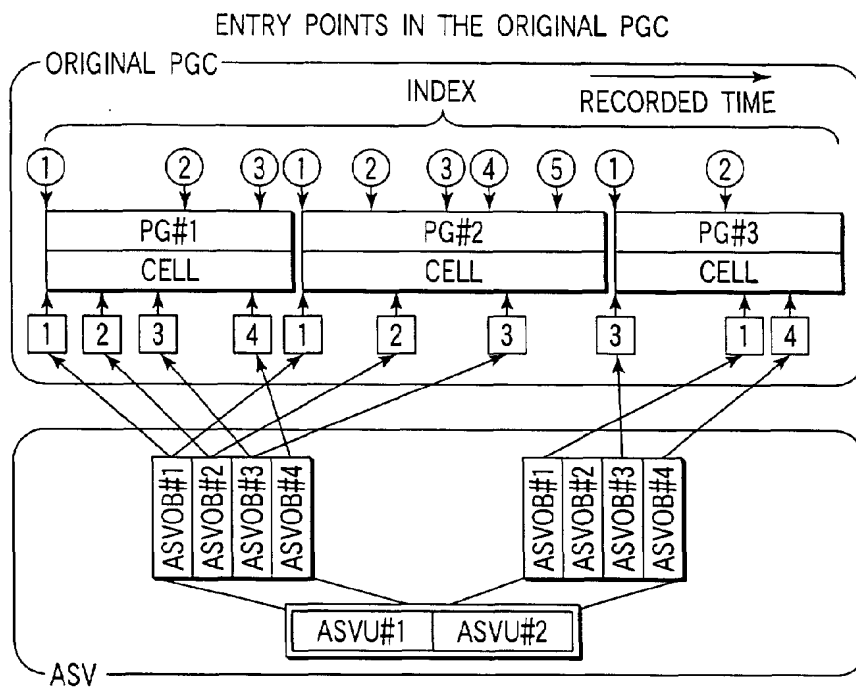 ENTRY POINTS IN THE ORIGINAL PGC
ORIGINAL PGC
INDEX
RECORDED TIME
1 2 3 1 2 3 4 5 1 2
PG#1 PG#2 PG#3
CELL CELL CELL
1 2 3 4 1 2 3 3 1 4
ASVOB#1 ASVOB#2 ASVOB#3 ASVOB#4 ASVOB#1 ASVOB#2 ASVOB#3 ASVOB#4
ASVU#1 ASVU#2
ASV